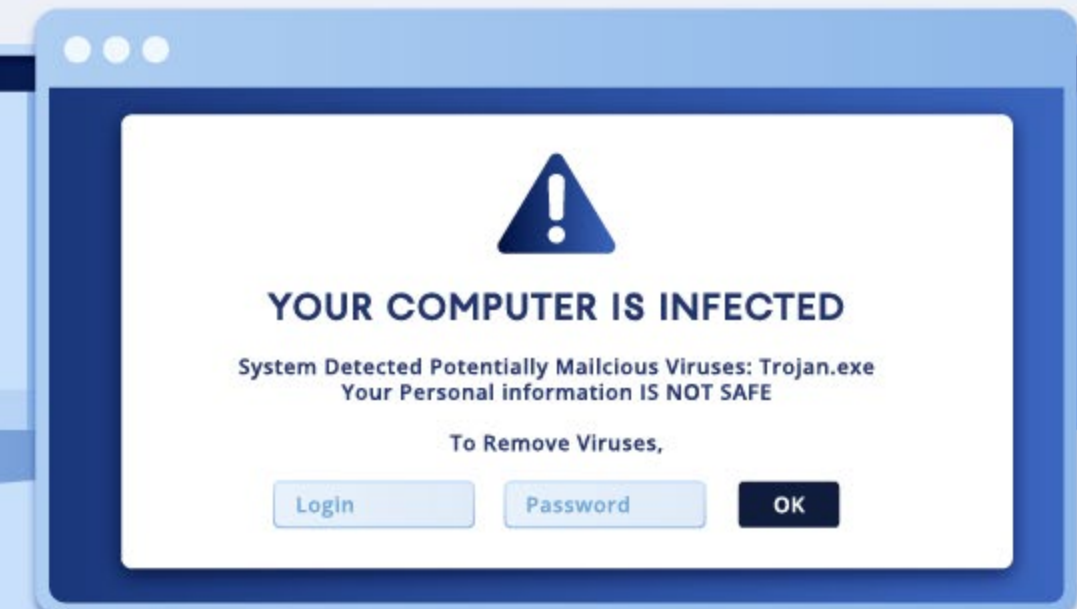 YOUR COMPUTER IS INFECTED
System Detected Potentially Mailcious Viruses: Trojan.exe
Your Personal information IS NOT SAFE
To Remove Viruses,
Login Password OK